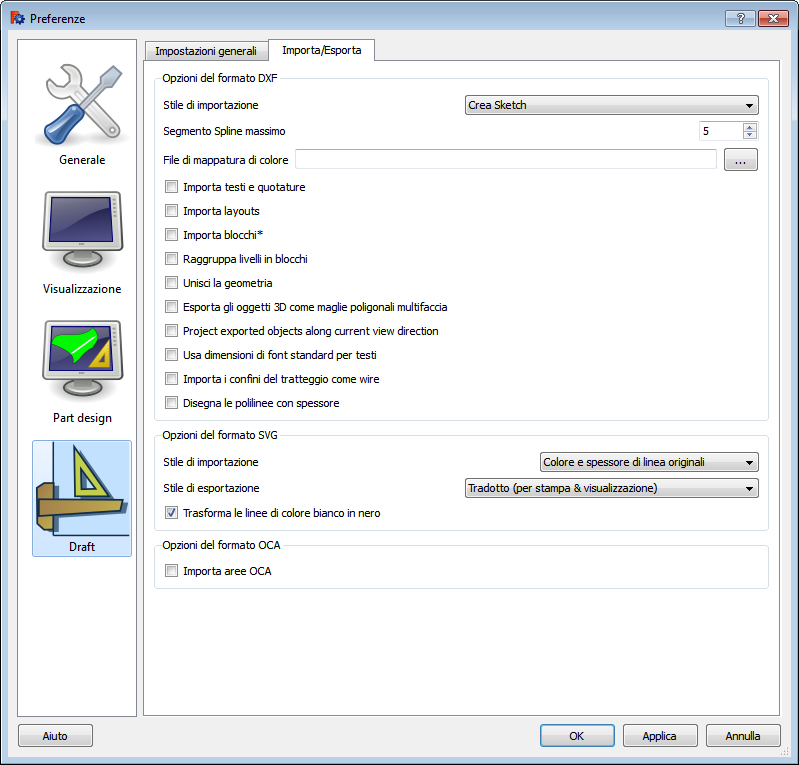 Preferenze
?
Generale
Visualizzazione
Part design
Draft
Impostazioni generali
Importa/Esporta
Opzioni del formato DXF
Stile di importazione
Crea Sketch
Segmento Spline massimo
5
File di mappatura di colore
...
Importa testi e quotature
Importa layouts
Importa blocchi*
Raggruppa livelli in blocchi
Unisci la geometria
Esporta gli oggetti 3D come maglie poligonali multifaccia
Project exported objects along current view direction
Usa dimensioni di font standard per testi
Importa i confini del tratteggio come wire
Disegna le polilinee con spessore
Opzioni del formato SVG
Stile di importazione
Colore e spessore di linea originali
Stile di esportazione
Tradotto (per stampa & visualizzazione)
Trasforma le linee di colore bianco in nero
Opzioni del formato OCA
Importa aree OCA
Aiuto
OK
Applica
Annulla